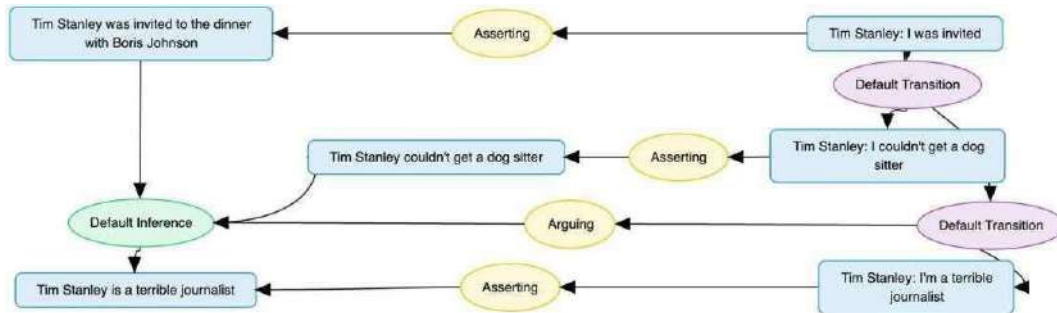 Tim Stanley was invited to the dinner
with Boris Johnson
Asserting
Tim Stanley: I was invited
Default Transition
Tim Stanley couldn't get a dog sitter
Asserting
Tim Stanley: I couldn't get a dog
sitter
Default Inference
Arguing
Default Transition
Tim Stanley is a terrible journalist
Asserting
Tim Stanley: I'm a terrible
journalist